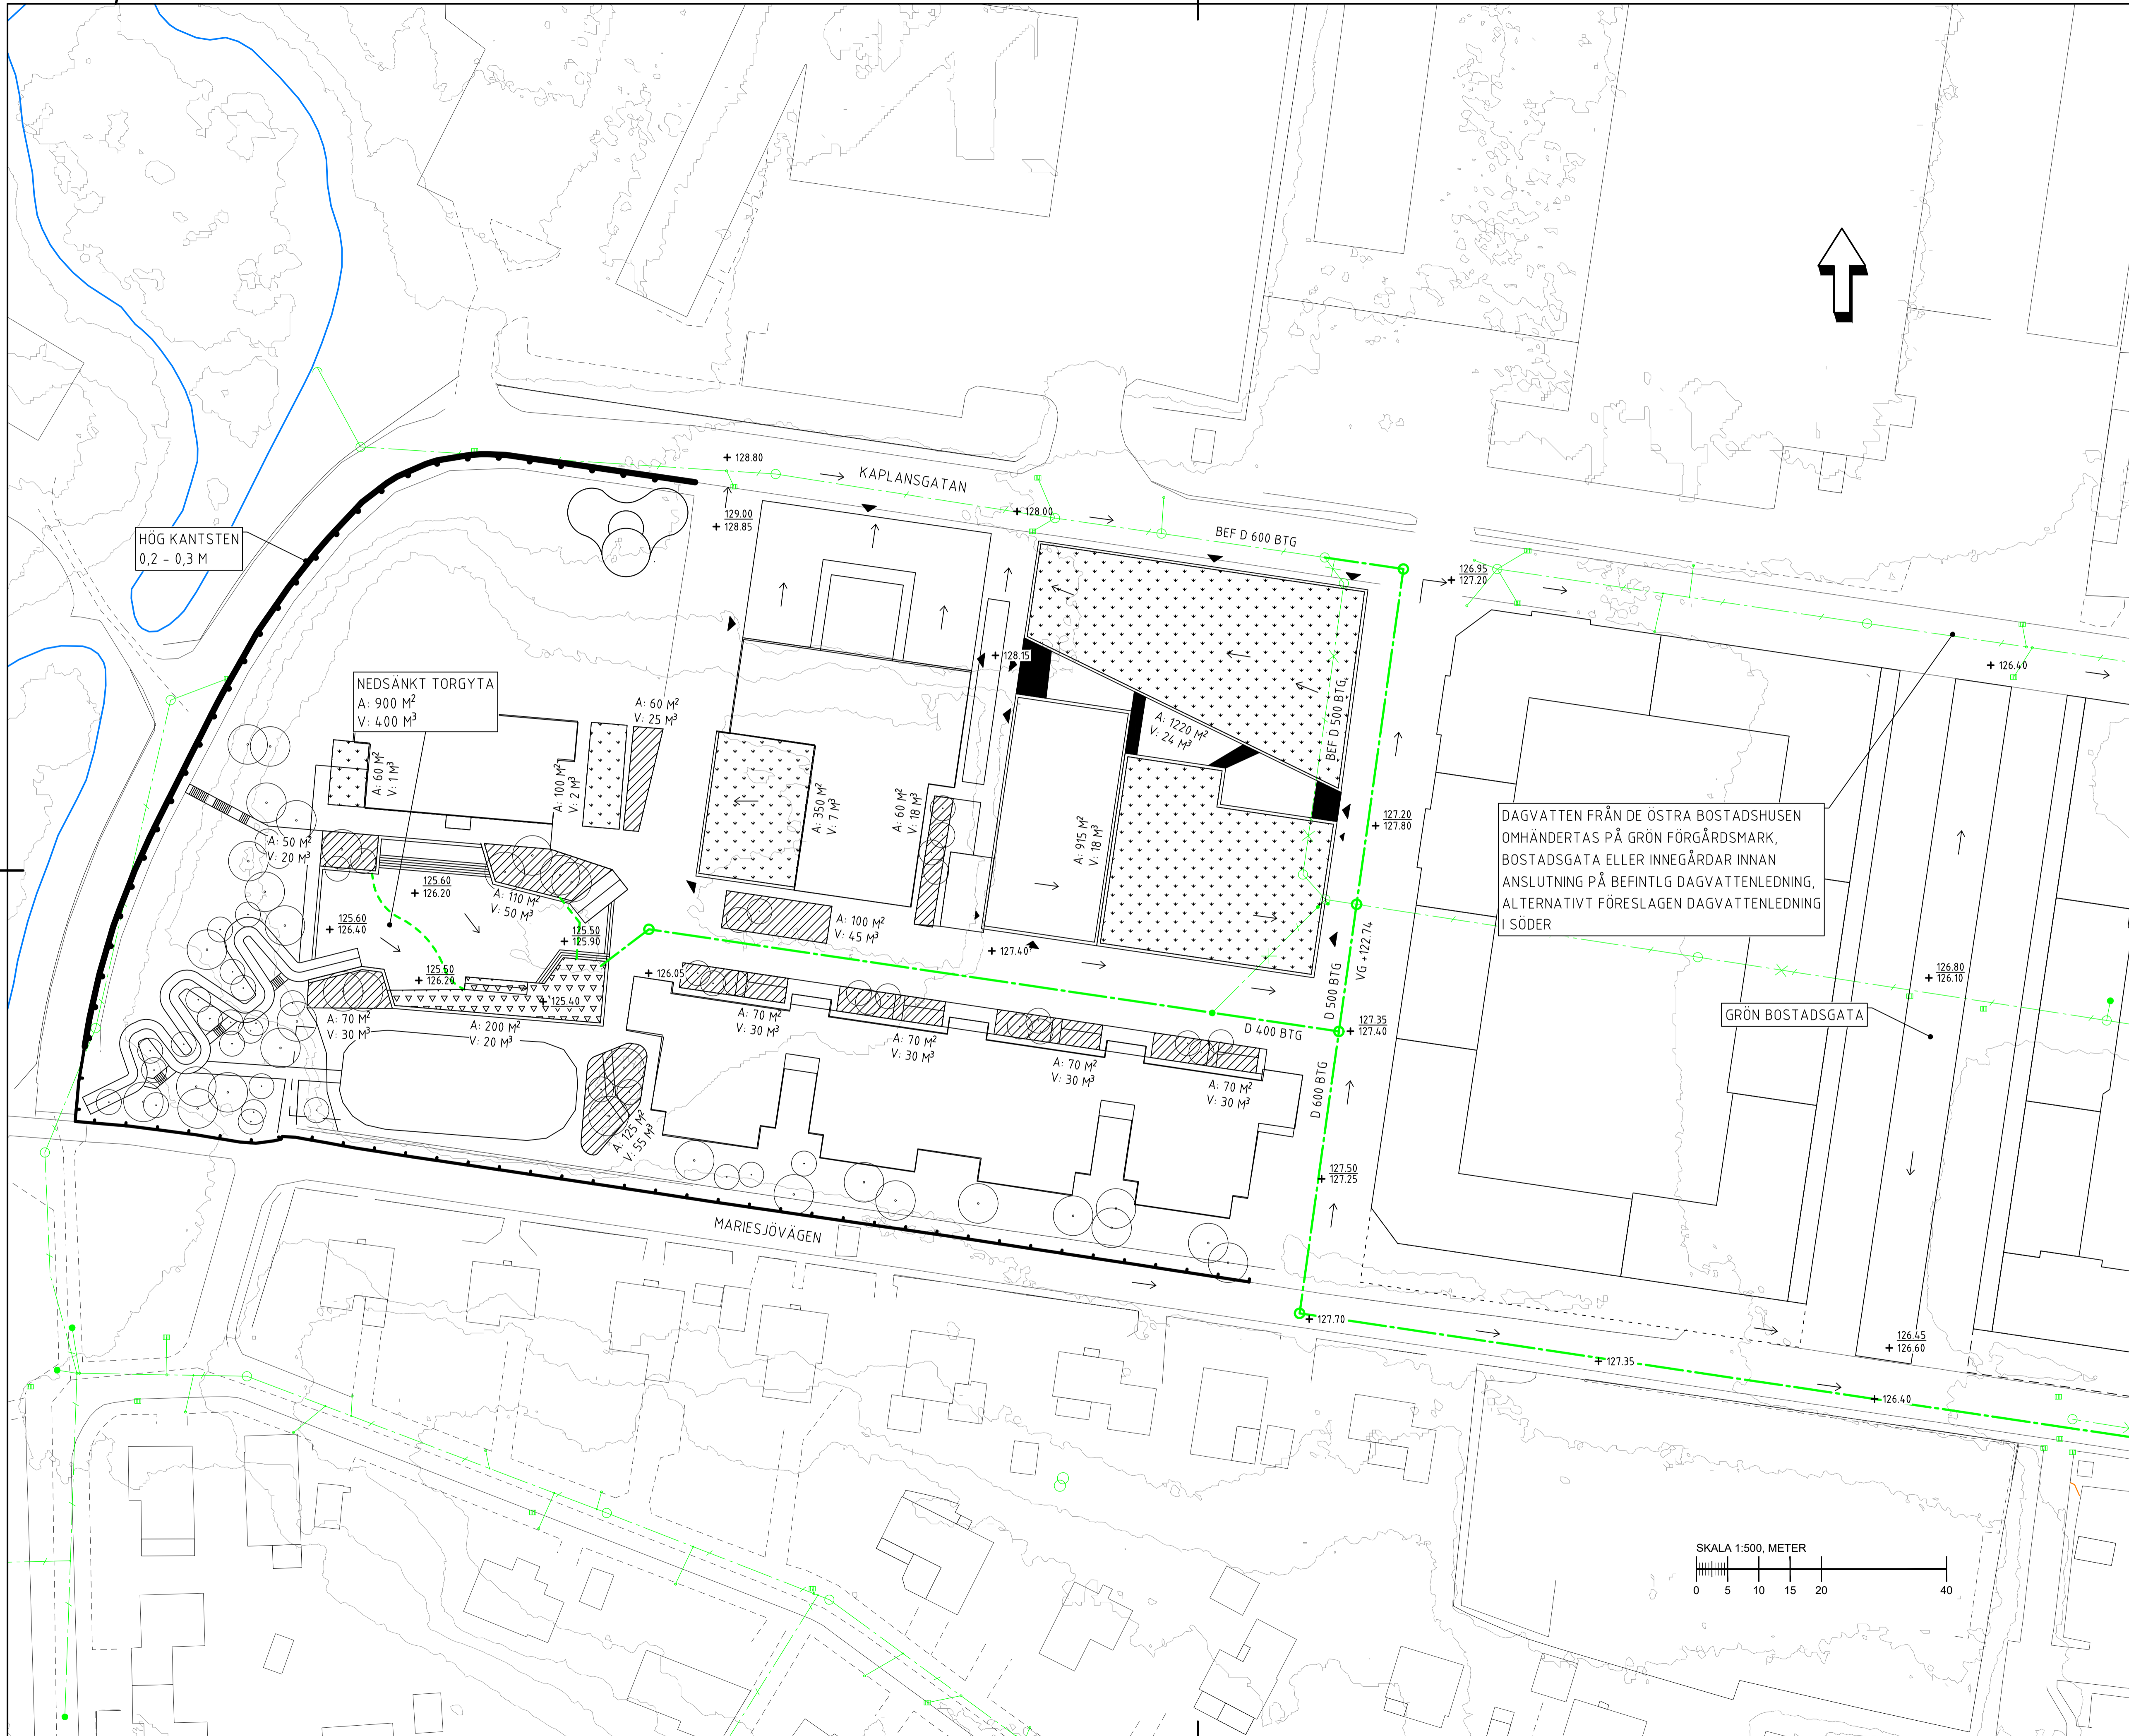 + 128.80
KAPLANSGATAN
129.00
+ 128.85
+ 128.00
BEF D 600 BTG
HÖG KANTSTEN
0,2 - 0,3 M
126.95
+ 127.20
+ 128.15
+ 126.40
NEDSÄNKT TORGYTA
A: 900 M²
V: 400 M³
A: 60 M²
V: 25 M³
A: 60 M²
V: 1 M³
A: 100 M²
V: 2 M³
A: 350 M²
V: 7 M³
A: 60 M²
V: 18 M³
A: 1220 M²
V: 24 M³
BEF D 500 BTG
A: 915 M²
V: 18 M³
127.20
+ 127.80
DAGVATTEN FRÅN DE ÖSTRA BOSTADSHUSEN
OMHÄNDERTAS PÅ GRÖN FÖRGÅRDSMARK,
BOSTADSGATA ELLER INNEGÅRDAR INNAN
ANSLUTNING PÅ BEFINTLG DAGVATTENLEDNING,
ALTERNATIVT FÖRESLAGEN DAGVATTENLEDNING
I SÖDER
A: 50 M²
V: 20 M³
125.60
+ 126.20
A: 110 M²
V: 50 M³
125.60
+ 126.40
125.50
+ 125.90
A: 100 M²
V: 45 M³
+ 127.40
VG +122.74
125.50
+ 126.20
+ 126.05
+ 125.40
126.80
+ 126.10
GRÖN BOSTADSGATA
A: 70 M²
V: 30 M³
A: 200 M²
V: 20 M³
A: 70 M²
V: 30 M³
A: 70 M²
V: 30 M³
A: 70 M²
V: 30 M³
A: 70 M²
V: 30 M³
D 400 BTG
D 500 BTG
127.35
+ 127.40
D 600 BTG
A: 125 M²
V: 55 M³
127.50
+ 127.25
MARIESJÖVÄGEN
+ 127.70
+ 127.35
126.45
+ 126.60
+ 126.40
SKALA 1:500, METER
0 5 10 15 20 40